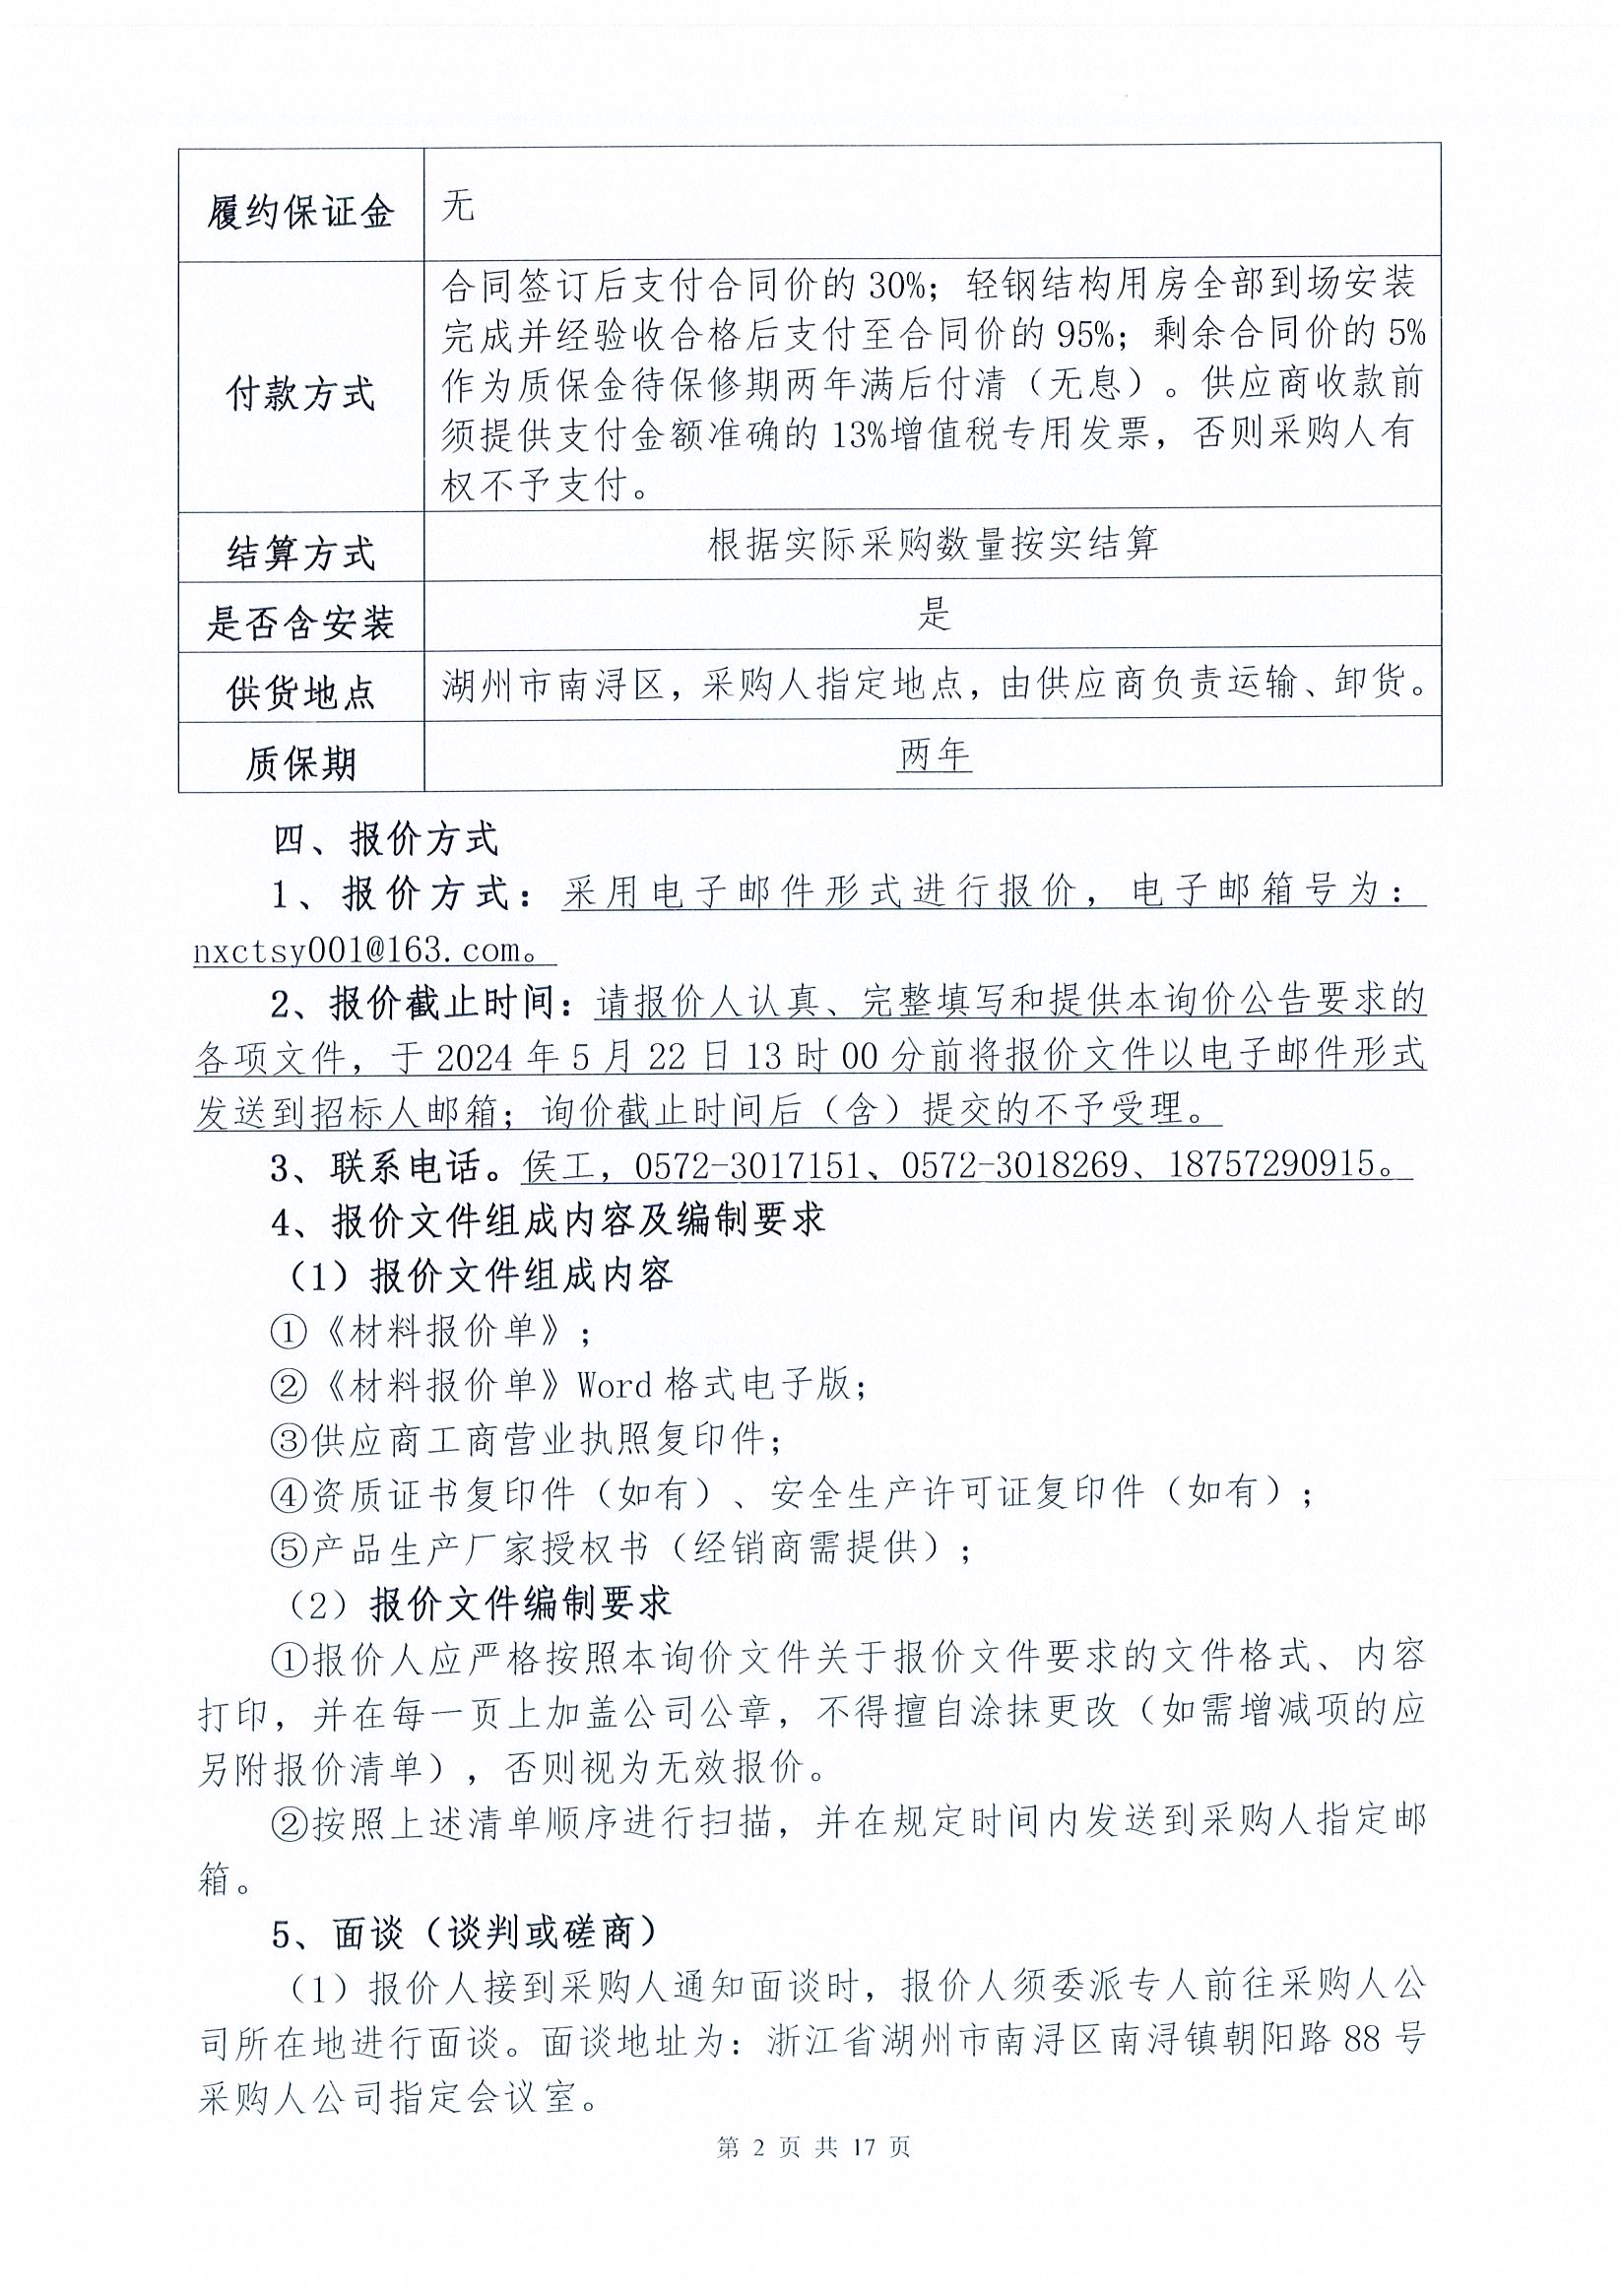 履约保证金 无
付款方式 合同签订后支付合同价的 30%；轻钢结构用房全部到场安装
完成并经验收合格后支付至合同价的 95%；剩余合同价的 5%
作为质保金待保修期两年满后付清（无息）。供应商收款前
须提供支付金额准确的 13%增值税专用发票，否则采购人有
权不予支付。
结算方式 根据实际采购数量按实结算
是否含安装 是
供货地点 湖州市南浔区，采购人指定地点，由供应商负责运输、卸货。
质保期 两年
四、报价方式
1、报价方式：采用电子邮件形式进行报价，电子邮箱号为：
nxctsy001@163.com。
2、报价截止时间：请报价人认真、完整填写和提供本询价公告要求的
各项文件，于 2024 年 5 月 22 日 13 时 00 分前将报价文件以电子邮件形式
发送到招标人邮箱；询价截止时间后（含）提交的不予受理。
3、联系电话。侯工，0572-3017151、0572-3018269、18757290915。
4、报价文件组成内容及编制要求
（1）报价文件组成内容
①《材料报价单》；
②《材料报价单》Word 格式电子版；
③供应商工商营业执照复印件；
④资质证书复印件（如有）、安全生产许可证复印件（如有）；
⑤产品生产厂家授权书（经销商需提供）；
（2）报价文件编制要求
①报价人应严格按照本询价文件关于报价文件要求的文件格式、内容
打印，并在每一页上加盖公司公章，不得擅自涂抹更改（如需增减项的应
另附报价清单），否则视为无效报价。
②按照上述清单顺序进行扫描，并在规定时间内发送到采购人指定邮
箱。
5、面谈（谈判或磋商）
（1）报价人接到采购人通知面谈时，报价人须委派专人前往采购人公
司所在地进行面谈。面谈地址为：浙江省湖州市南浔区南浔镇朝阳路 88 号
采购人公司指定会议室。
第 2 页 共 17 页